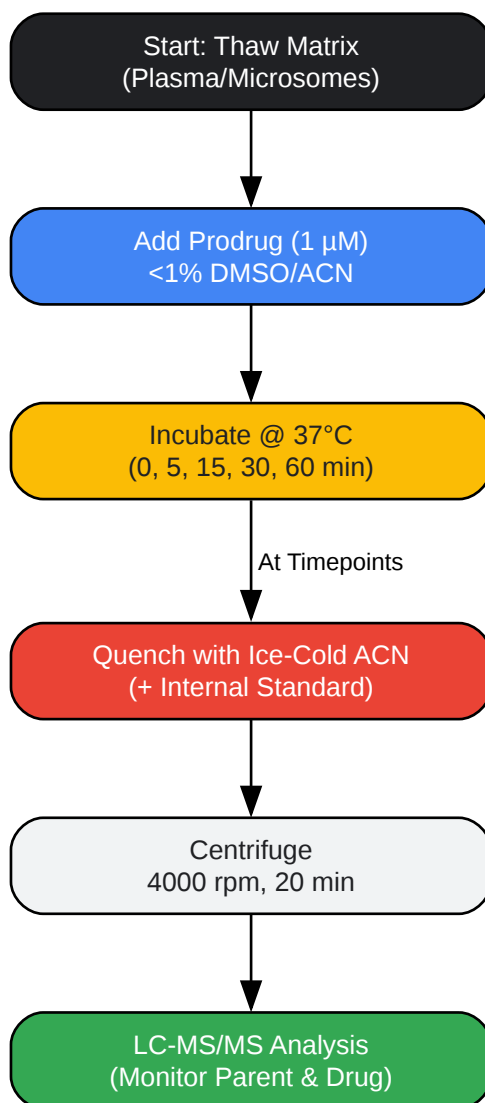 Start: Thaw Matrix
(Plasma/Microsomes)
Add Prodrug (1 µM)
<1% DMSO/ACN
Incubate @ 37°C
(0, 5, 15, 30, 60 min)
At Timepoints
Quench with Ice-Cold ACN
(+ Internal Standard)
Centrifuge
4000 rpm, 20 min
LC-MS/MS Analysis
(Monitor Parent & Drug)